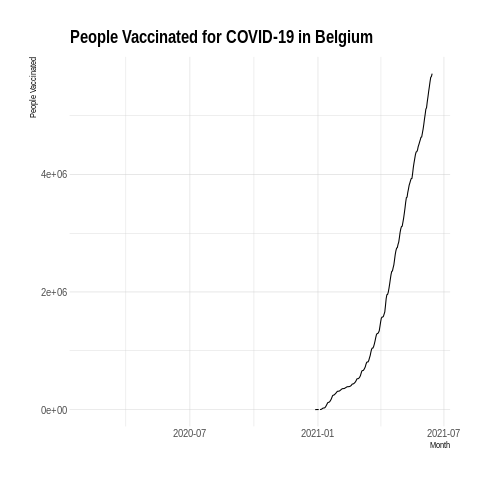 People Vaccinated for COVID-19 in Belgium
People Vaccinated
4e+06
2e+06
0e+00
2020-07 2021-01 2021-07
Month